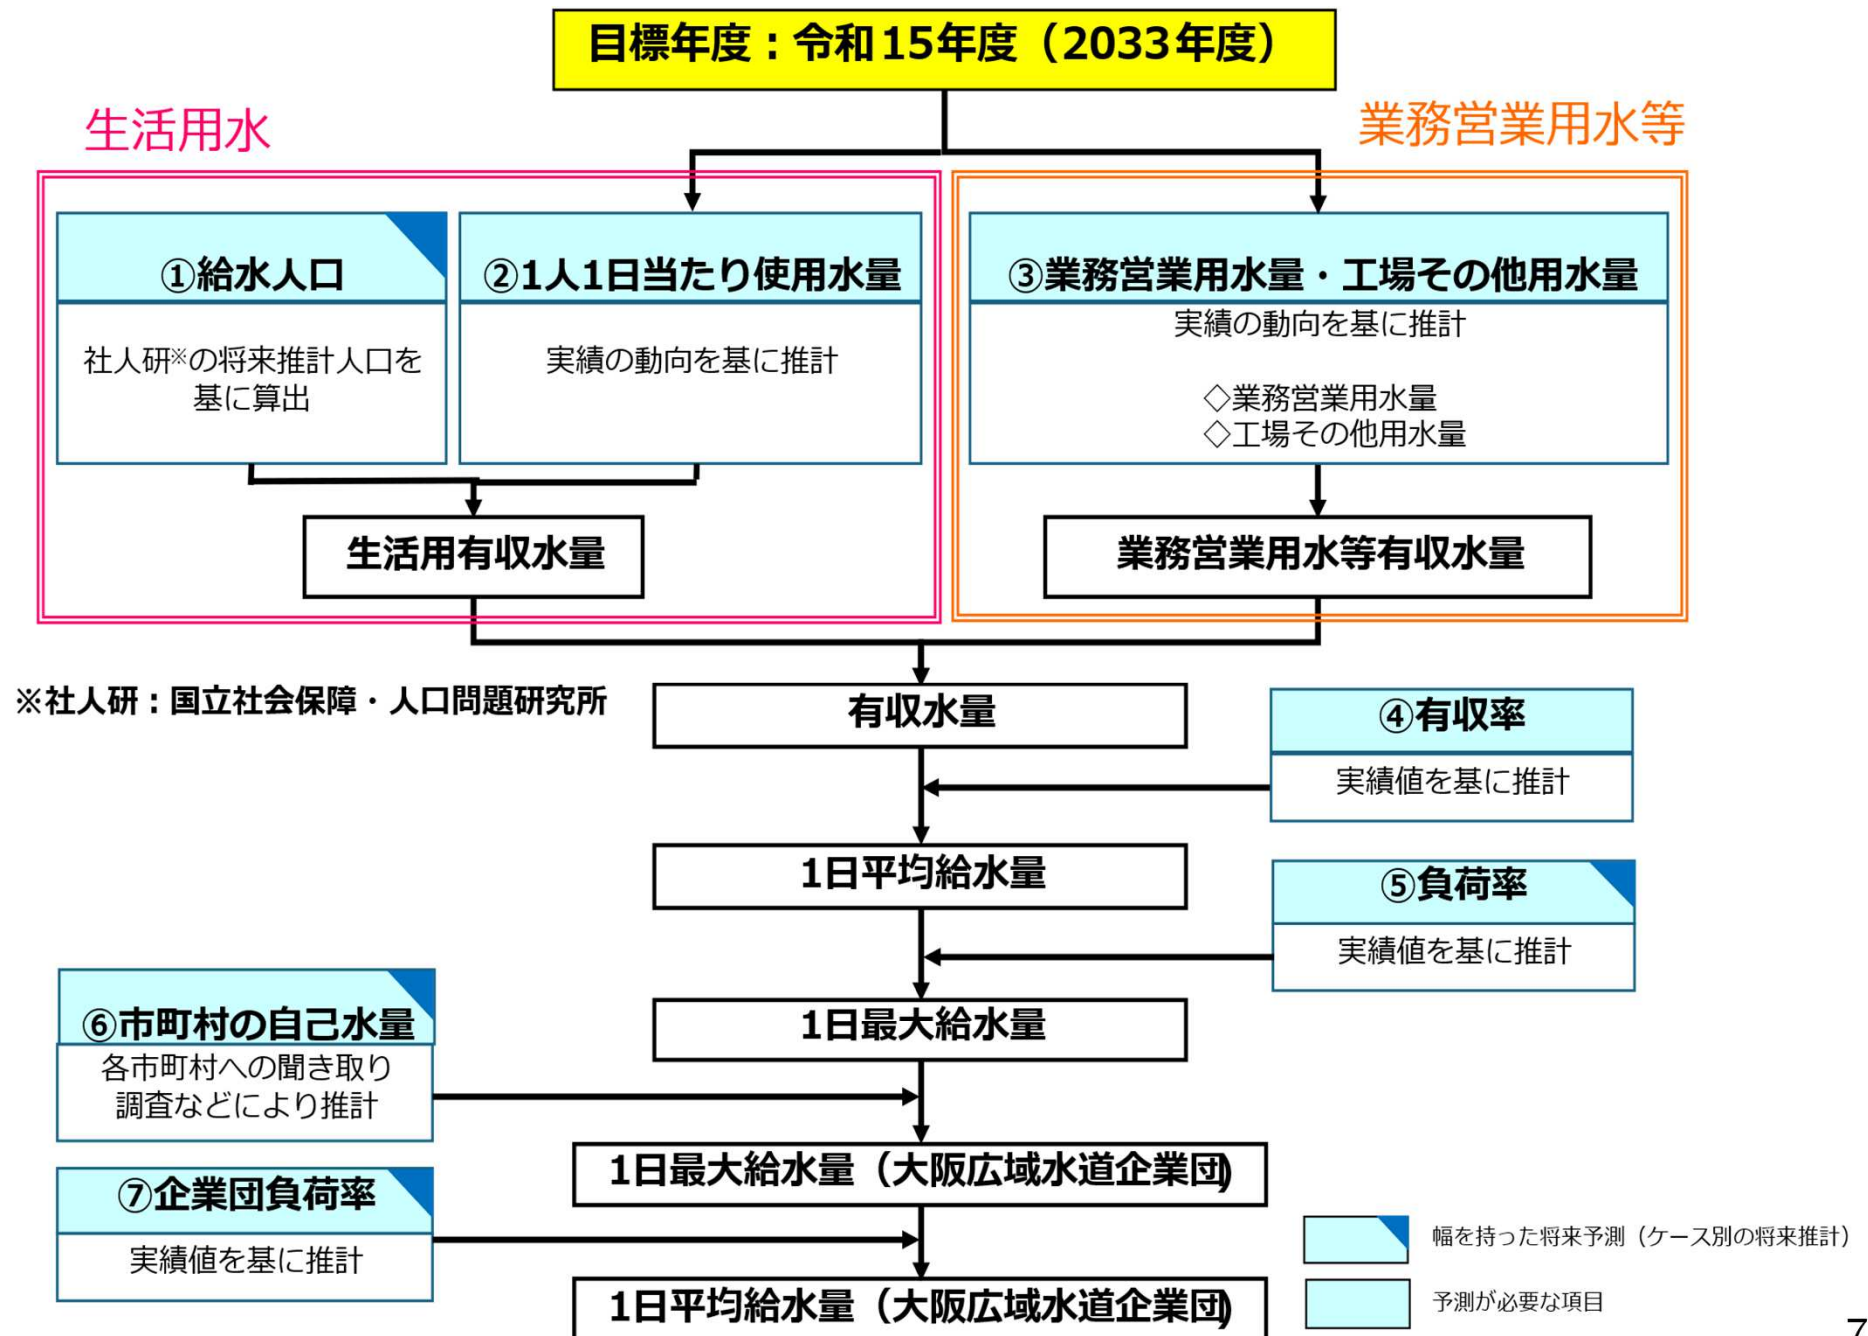 目標年度：令和15年度（2033年度）
生活用水
業務営業用水等
①給水人口
社人研※の将来推計人口を
基に算出
②1人1日当たり使用水量
実績の動向を基に推計
③業務営業用水量・工場その他用水量
実績の動向を基に推計
◇業務営業用水量
◇工場その他用水量
生活用有収水量
業務営業用水等有収水量
※社人研：国立社会保障・人口問題研究所
有収水量
④有収率
実績値を基に推計
1日平均給水量
⑤負荷率
実績値を基に推計
1日最大給水量
⑥市町村の自己水量
各市町村への聞き取り
調査などにより推計
1日最大給水量（大阪広域水道企業団）
⑦企業団負荷率
実績値を基に推計
1日平均給水量（大阪広域水道企業団）
幅を持った将来予測（ケース別の将来推計）
予測が必要な項目
7